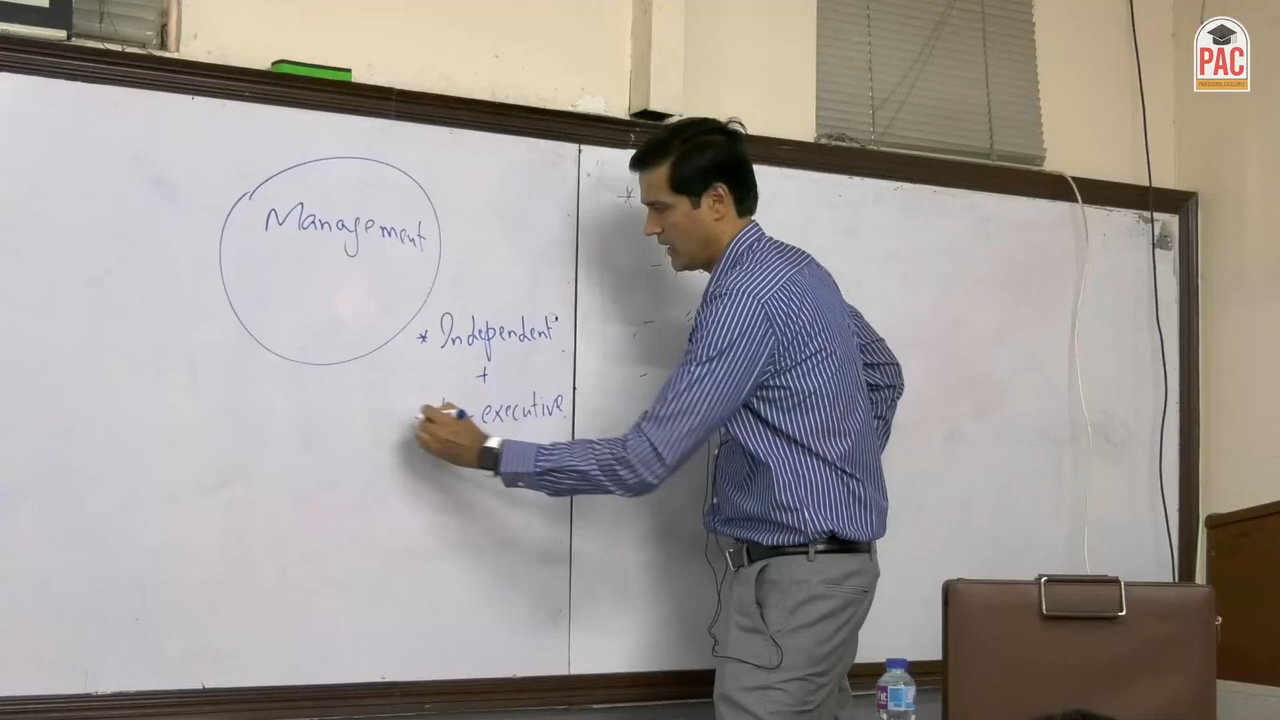 PAC
Management
* Independent
+
- executive